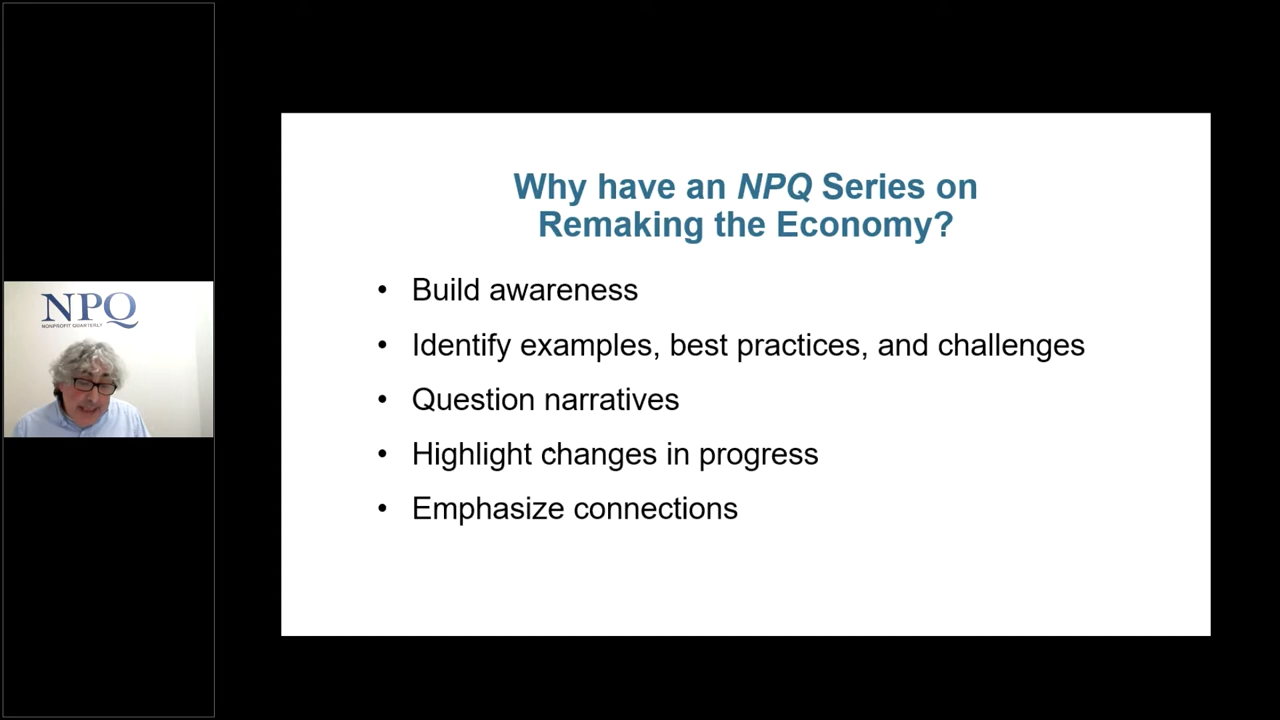 NPQ
NONPROFIT QUARTERLY
Why have an NPQ Series on
Remaking the Economy?
• Build awareness
• Identify examples, best practices, and challenges
• Question narratives
• Highlight changes in progress
• Emphasize connections